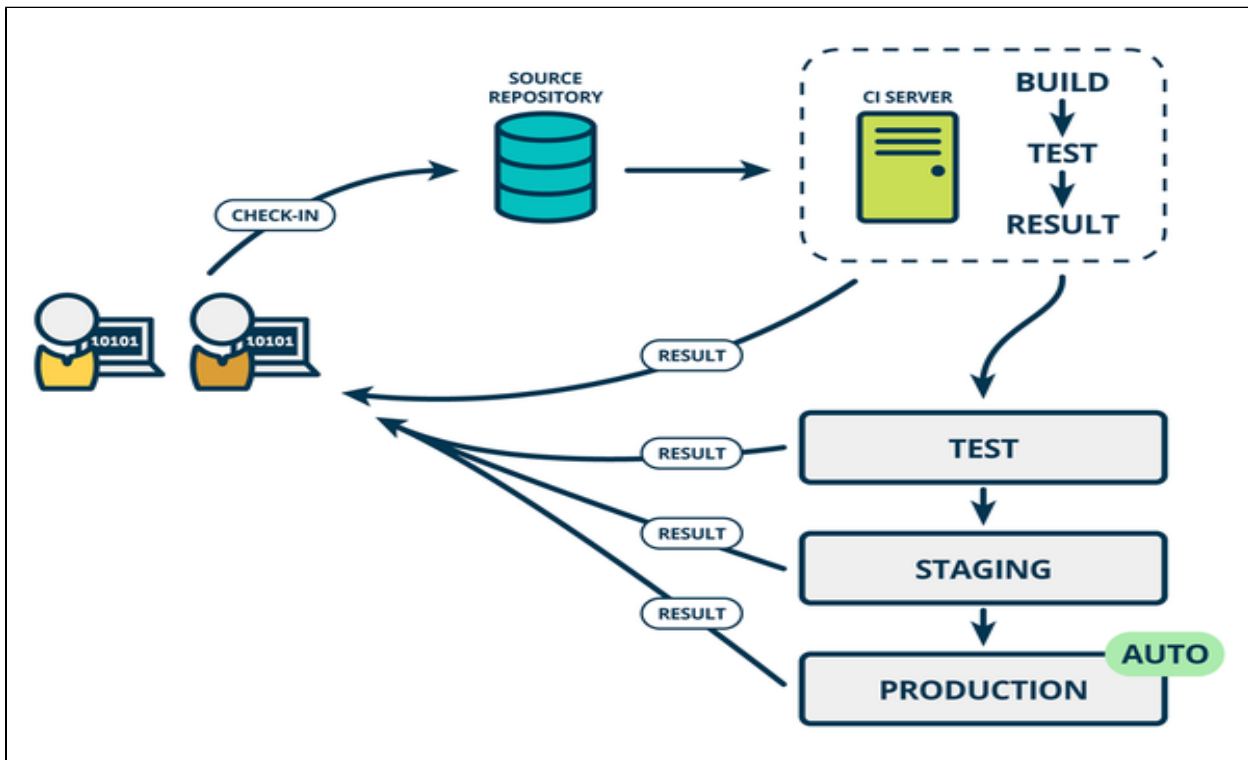 SOURCE
REPOSITORY
CI SERVER
BUILD
TEST
RESULT
CHECK-IN
10101
10101
RESULT
RESULT
TEST
RESULT
STAGING
RESULT
AUTO
PRODUCTION